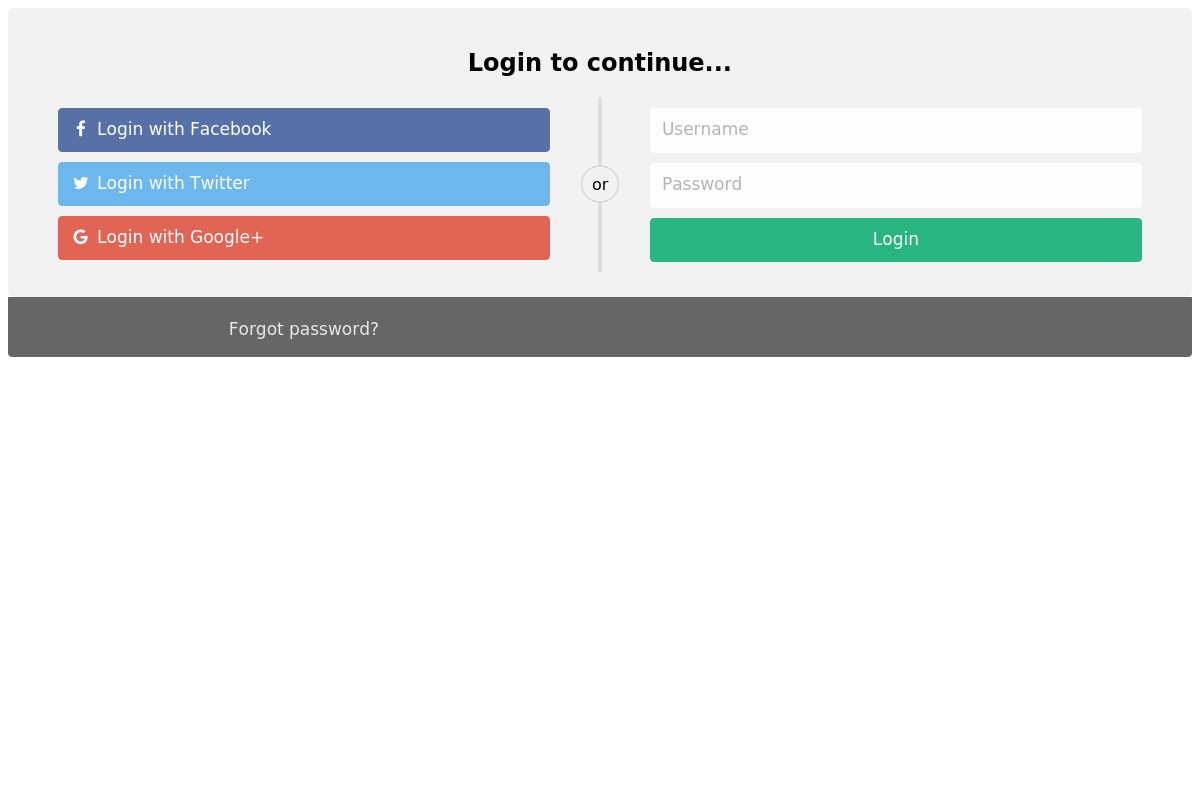 Login to continue...
Login with Facebook
Login with Twitter
Login with Google+
or
Username
Password
Login
Forgot password?